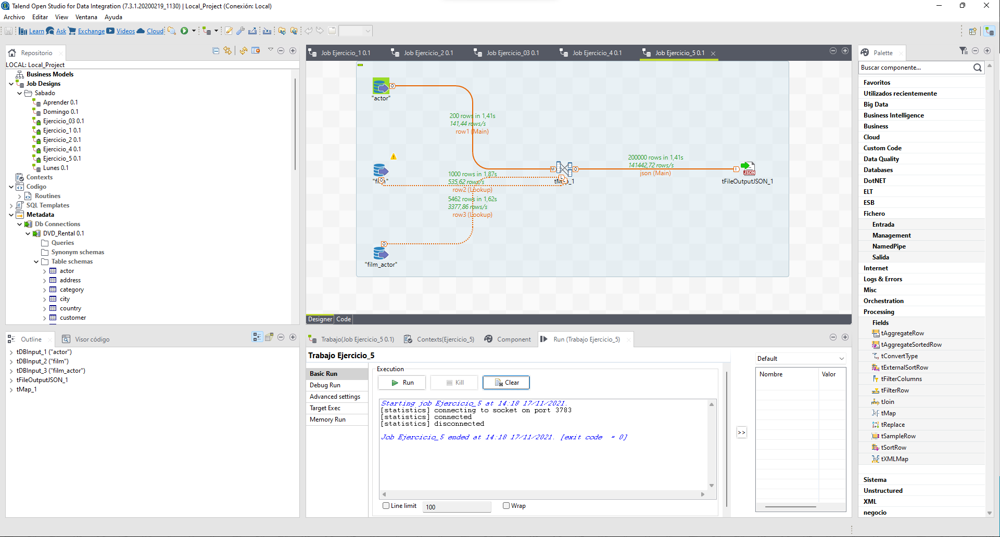 Talend Open Studio for Data Integration (7.3.1.20200219_1130) | Local_Project (Conexión: Local)
Archivo Editar View Ventana Ayuda
Learn Ask Exchange Videos Cloud
Repositorio
LOCAL: Local_Project
Business Models
Job Designs
Sabado
Aprender 0.1
Domingo 0.1
Ejercicio_03 0.1
Ejercicio_1 0.1
Ejercicio_2 0.1
Ejercicio_4 0.1
Ejercicio_5 0.1
Lunes 0.1
Contexts
Codigo
Routines
SQL Templates
Metadata
Db Connections
DVD_Rental 0.1
Queries
Synonym schemas
Table schemas
actor
address
category
city
country
customer
Job Ejercicio_1 0.1 Job Ejercicio_2 0.1 Job Ejercicio_03 0.1 Job Ejercicio_4 0.1 Job Ejercicio_5 0.1
"actor"
200 rows in 1,41s
141,44 rows/s
row1 (Main)
1000 rows in 1,87s
535,62 rows/s
row2 (Lookup)
5462 rows in 1,62s
3377,86 rows/s
row3 (Lookup)
200000 rows in 1,41s
141442,72 rows/s
json (Main)
JSON
tFileOutputJSON_1
"film_actor"
Designer Code
Palette
Buscar componente...
Favoritos
Utilizados recientemente
Big Data
Business Intelligence
Business
Cloud
Custom Code
Data Quality
Databases
DotNET
ELT
ESB
Fichero
Entrada
Management
NamedPipe
Salida
Internet
Logs & Errors
Misc
Orchestration
Processing
Fields
tAggregateRow
tAggregateSortedRow
tConvertType
tExternalSortRow
tFilterColumns
tFilterRow
tJoin
tMap
tReplace
tSampleRow
tSortRow
tXMLMap
Sistema
Unstructured
XML
negocio
Outline Visor código
tDBInput_1 ("actor")
tDBInput_2 ("film")
tDBInput_3 ("film_actor")
tFileOutputJSON_1
tMap_1
Trabajo(Job Ejercicio_5 0.1) Contexts(Ejercicio_5) Component Run (Trabajo Ejercicio_5)
Trabajo Ejercicio_5
Basic Run
Debug Run
Advanced settings
Target Exec
Memory Run
Execution
Run Kill Clear
Starting job Ejercicio_5 at 14:18 17/11/2021.
[statistics] connecting to socket on port 3783
[statistics] connected
[statistics] disconnected
Job Ejercicio_5 ended at 14:18 17/11/2021. [exit code  = 0]
Line limit 100 Wrap
>>
Default
Nombre Valor